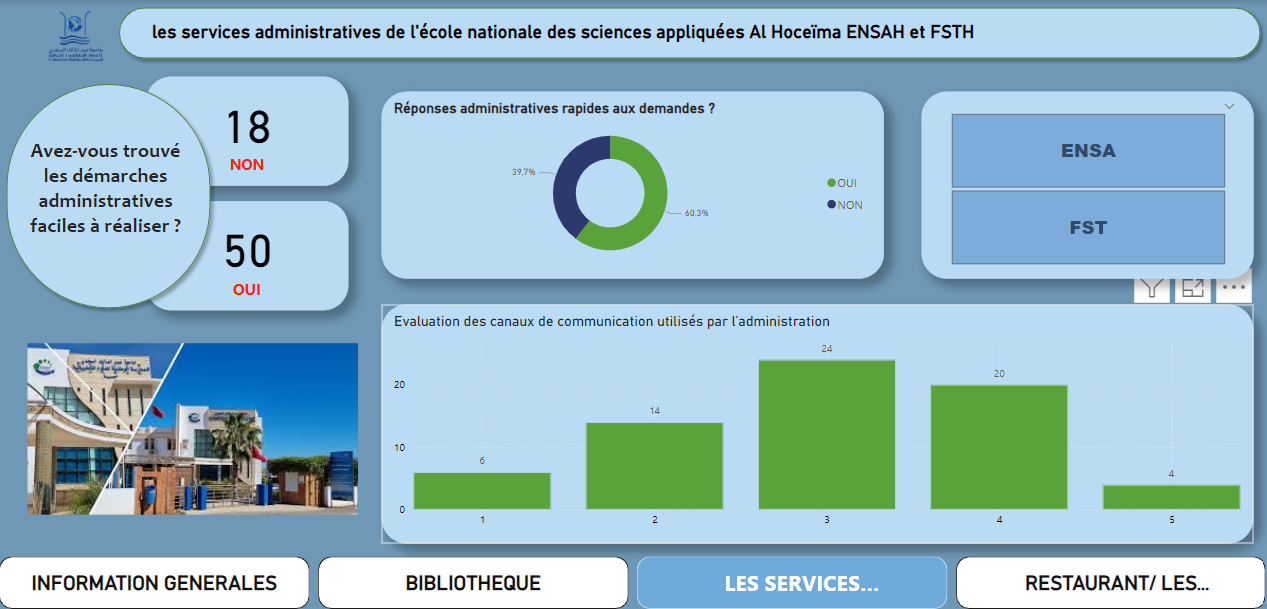 les services administratives de l'école nationale des sciences appliquées Al Hoceïma ENSAH et FSTH
Avez-vous trouvé
les démarches
administratives
faciles à réaliser ?
18
NON
50
OUI
Réponses administratives rapides aux demandes ?
39,7%
60,3%
OUI
NON
ENSA
FST
Evaluation des canaux de communication utilisés par l'administration
20
10
0
6
14
24
20
4
1
2
3
4
5
INFORMATION GENERALES
BIBLIOTHEQUE
LES SERVICES...
RESTAURANT/ LES...